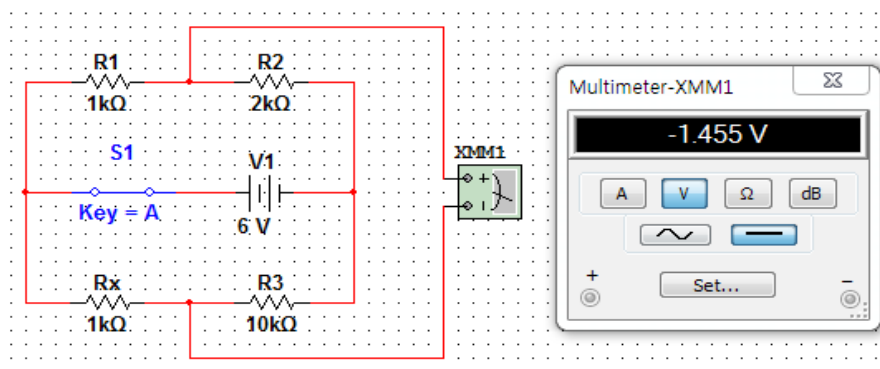 R1
1kΩ
R2
2kΩ
S1
Key = A
V1
6 V
XMM1
+
Rx
1kΩ
R3
10kΩ
Multimeter-XMM1
-1.455 V
A V Ω dB
+ Set... −